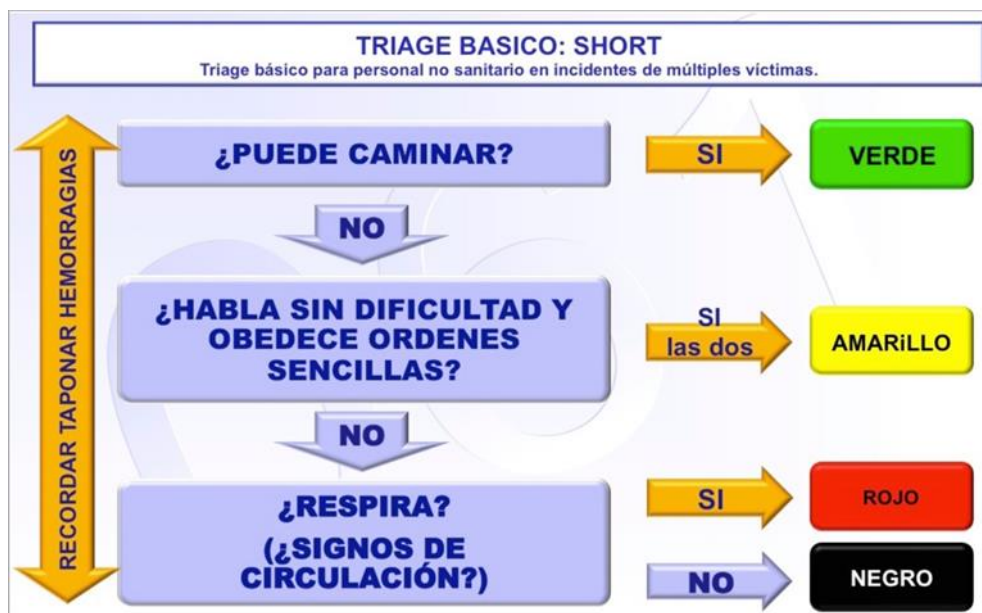 TRIAGE BASICO: SHORT
Triage básico para personal no sanitario en incidentes de múltiples víctimas.
RECORDAR TAPONAR HEMORRAGIAS
¿PUEDE CAMINAR?
SI
VERDE
NO
¿HABLA SIN DIFICULTAD Y
OBEDECE ORDENES
SENCILLAS?
SI
las dos
AMARiLLO
NO
¿RESPIRA?
(¿SIGNOS DE
CIRCULACIÓN?)
SI
ROJO
NO
NEGRO